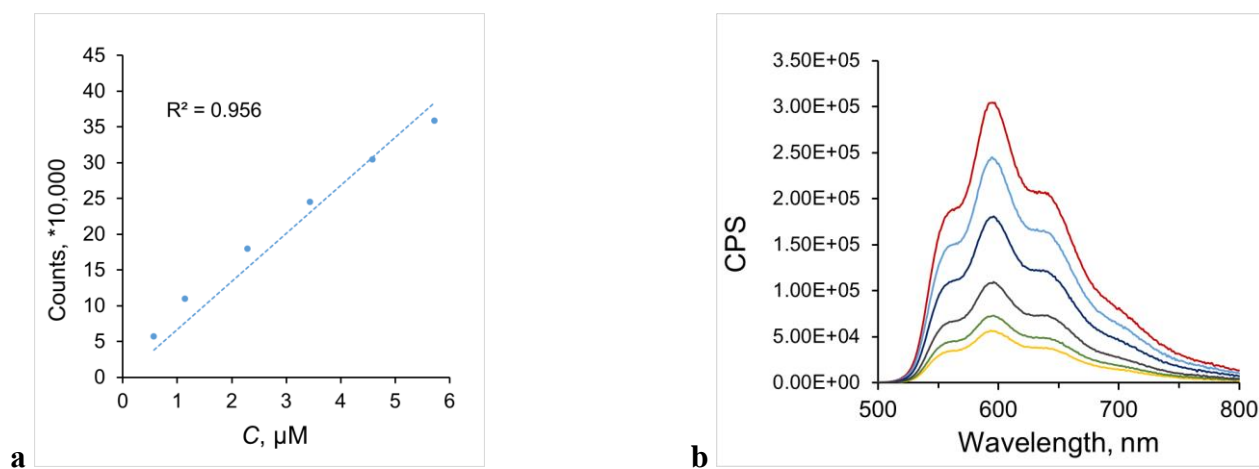 45
40
35
30
25
20
15
10
5
0
R² = 0.956
Counts, *10,000
0 1 2 3 4 5 6
C, µM
a
3.50E+05
3.00E+05
2.50E+05
2.00E+05
1.50E+05
1.00E+05
5.00E+04
0.00E+00
CPS
500 600 700 800
Wavelength, nm
b